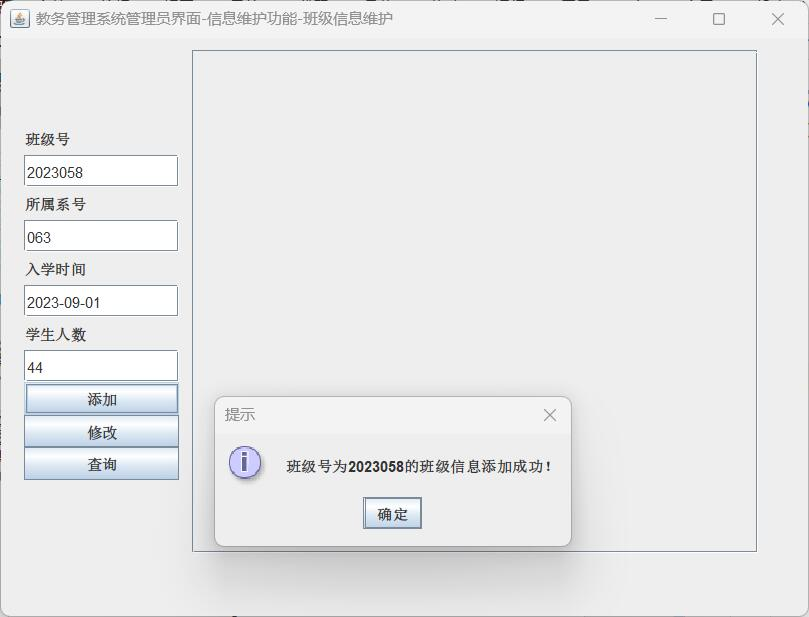 教务管理系统管理员界面-信息维护功能-班级信息维护
班级号
2023058
所属系号
063
入学时间
2023-09-01
学生人数
44
添加
修改
查询
提示
班级号为2023058的班级信息添加成功！
确定